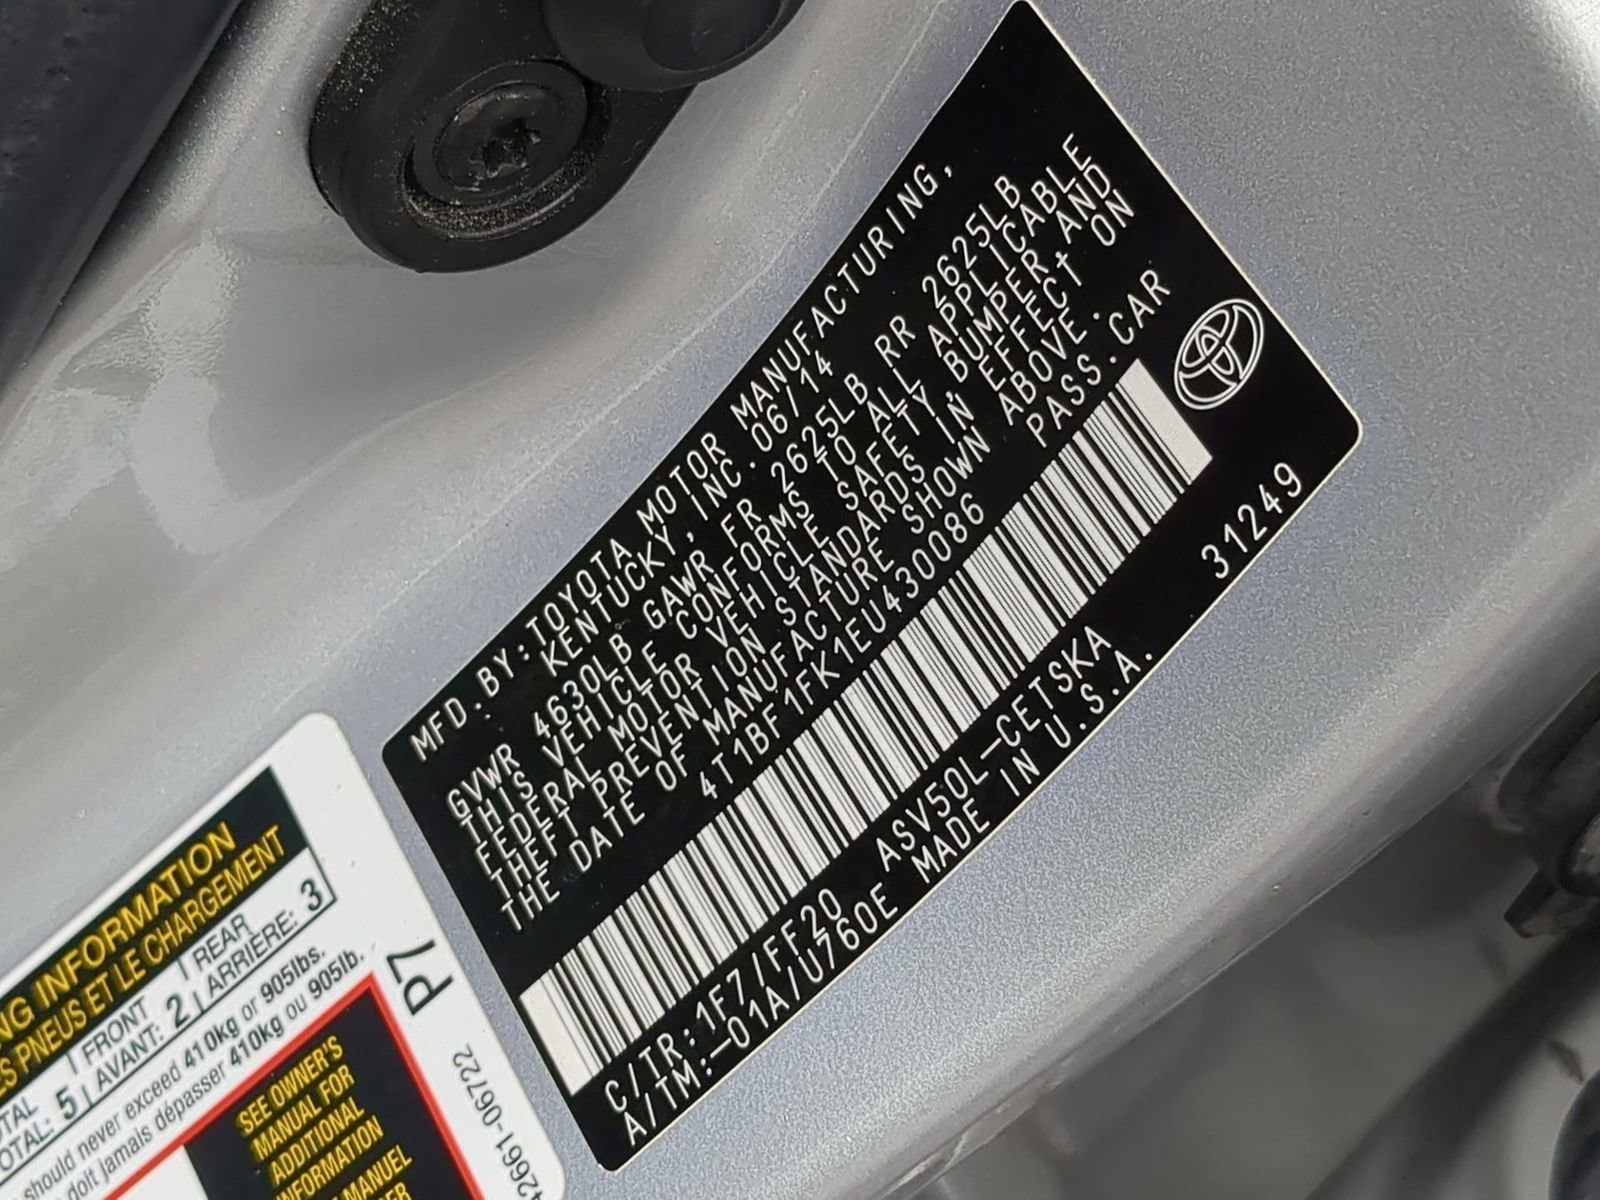 MFD.BY:TOYOTA MOTOR MANUFACTURING,
KENTUCKY, INC. 06/14
GVWR 4630LB GAWR FR 2625LB RR 2625LB
THIS VEHICLE CONFORMS TO ALL APPLICABLE
FEDERAL MOTOR VEHICLE SAFETY, BUMPER, AND
THEFT PREVENTION STANDARDS IN EFFECT ON
THE DATE OF MANUFACTURE SHOWN ABOVE.
4T1BF1FK1EU430086 PASS.CAR
C/TR:1F7/FF20 ASV50L-CETSKA 31249
A/TM:-01A/U760E MADE IN U.S.A.
NG INFORMATION
PNEUS ET LE CHARGEMENT
FRONT REAR
5 AVANT: 2 ARRIÈRE: 3
should never exceed 410kg or 905lbs.
doit jamais dépasser 410kg ou 905lb.
P7
42661-06722
SEE OWNER'S
MANUAL FOR
ADDITIONAL
INFORMATION
MANUEL